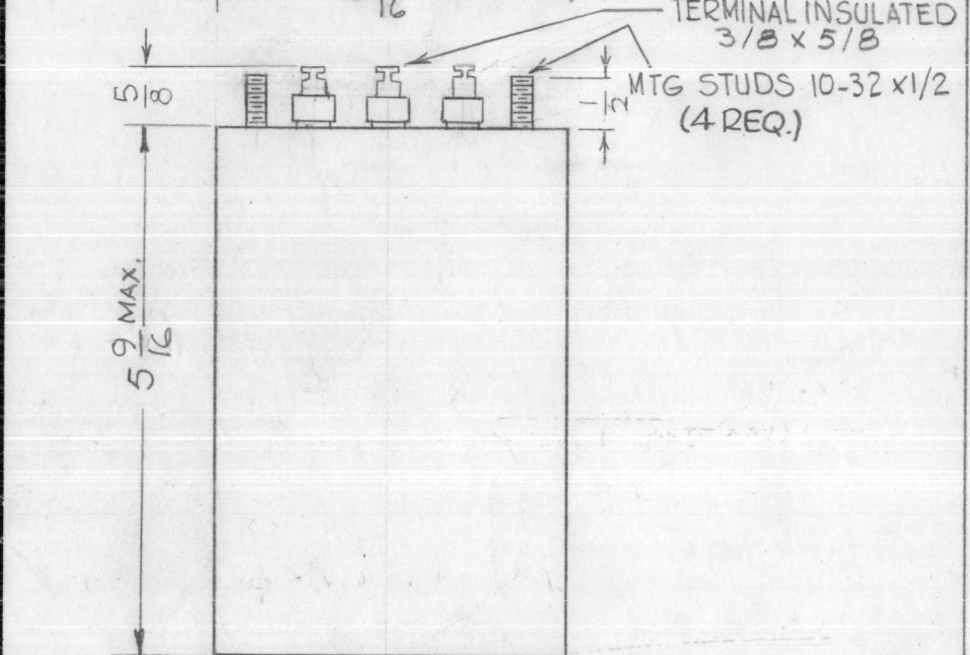 16
TERMINAL INSULATED
3/8 x 5/8
5/8
1/2
MTG STUDS 10-32 x1/2
(4 REQ.)
5 9/16 MAX.